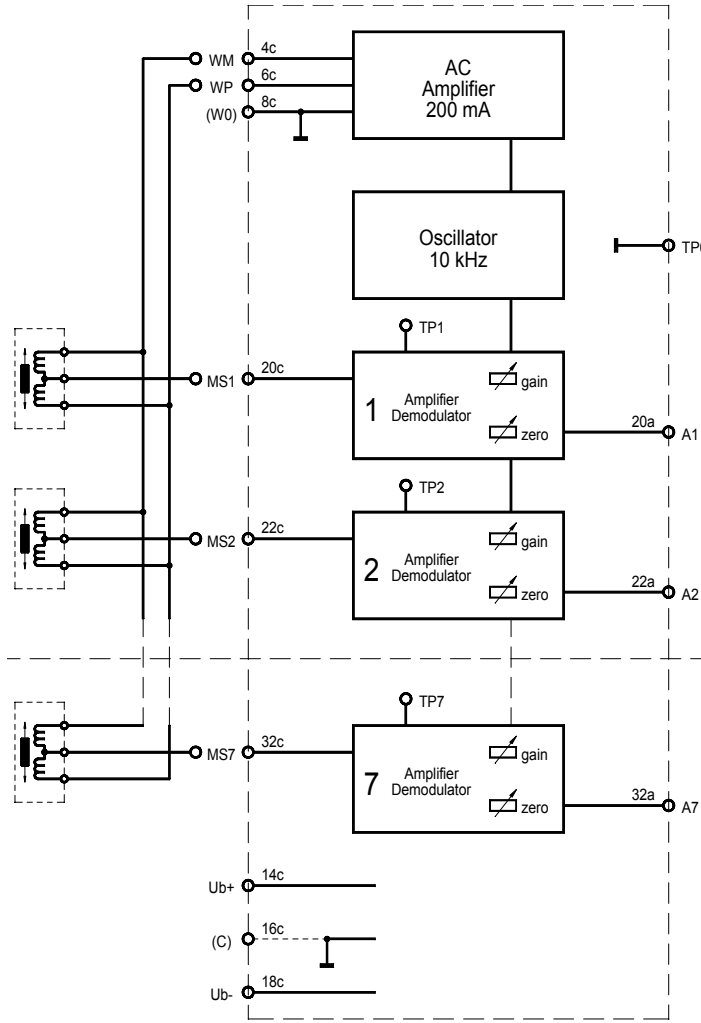 WM 4c
WP 6c
(W0) 8c
AC
Amplifier
200 mA
Oscillator
10 kHz
TP1
MS1 20c
1
Amplifier
Demodulator
gain
zero
20a A1
TP2
MS2 22c
2
Amplifier
Demodulator
gain
zero
22a A2
TP7
MS7 32c
7
Amplifier
Demodulator
gain
zero
32a A7
Ub+ 14c
(C) 16c
Ub- 18c